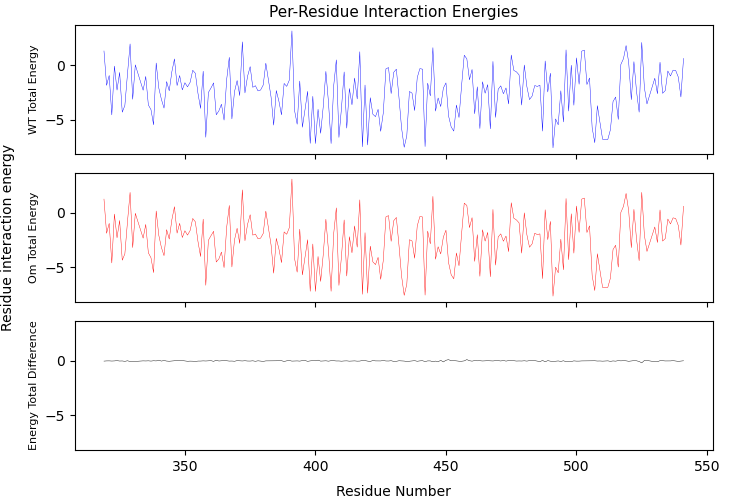 Per-Residue Interaction Energies
Residue interaction energy
WT Total Energy
0
−5
Om Total Energy
0
−5
Energy Total Difference
0
−5
350
400
450
500
550
Residue Number